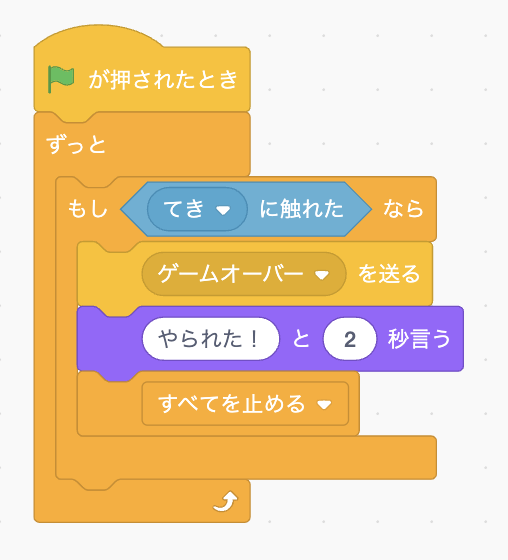 が押されたとき
ずっと
もし てき に触れた なら
ゲームオーバー を送る
やられた！ と 2 秒言う
すべてを止める